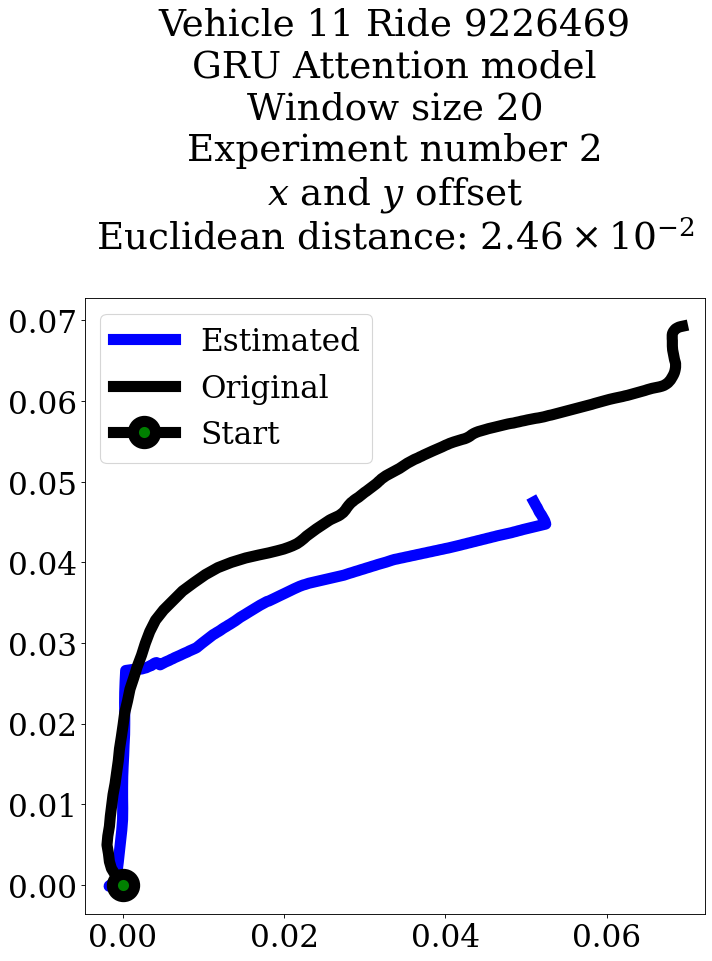 Vehicle 11 Ride 9226469
GRU Attention model
Window size 20
Experiment number 2
x and y offset
Euclidean distance: 2.46 × 10⁻²
Estimated
Original
Start
0.07
0.06
0.05
0.04
0.03
0.02
0.01
0.00
0.00 0.02 0.04 0.06